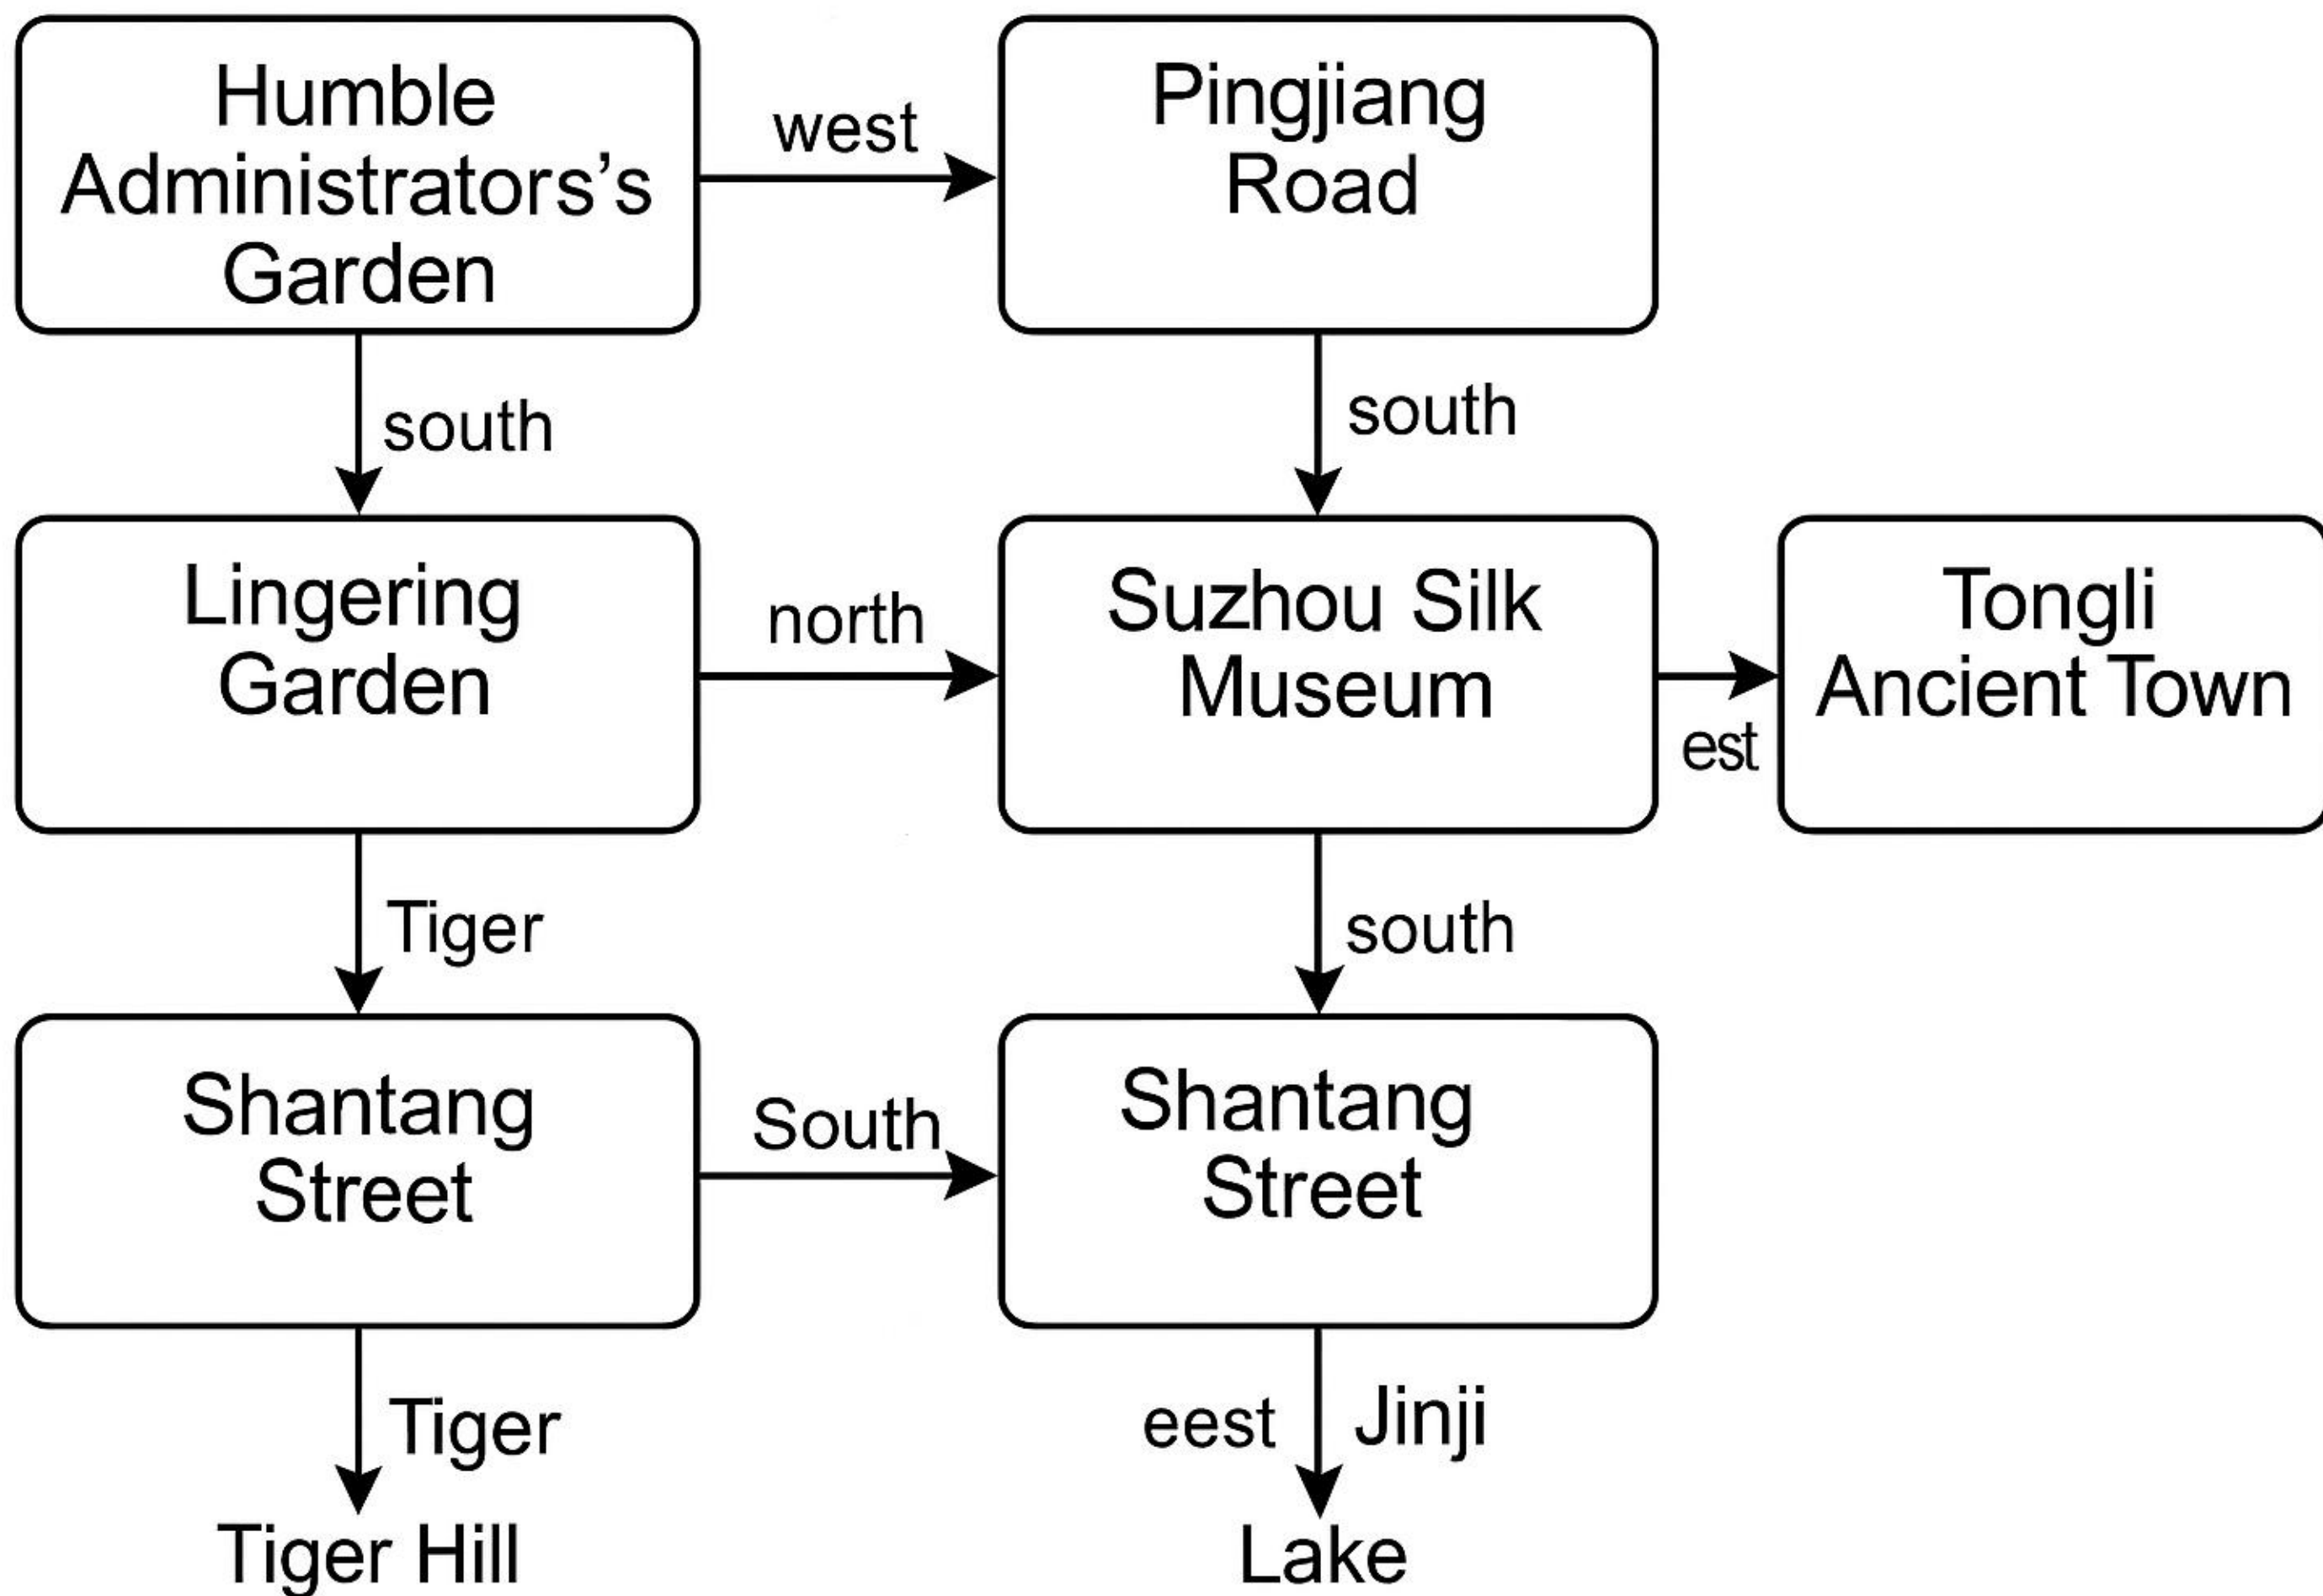 Humble
Administrators’s
Garden
west
Pingjiang
Road
south
south
Lingering
Garden
north
Suzhou Silk
Museum
est
Tongli
Ancient Town
Tiger
south
Shantang
Street
South
Shantang
Street
Tiger
eest
Jinji
Tiger Hill
Lake